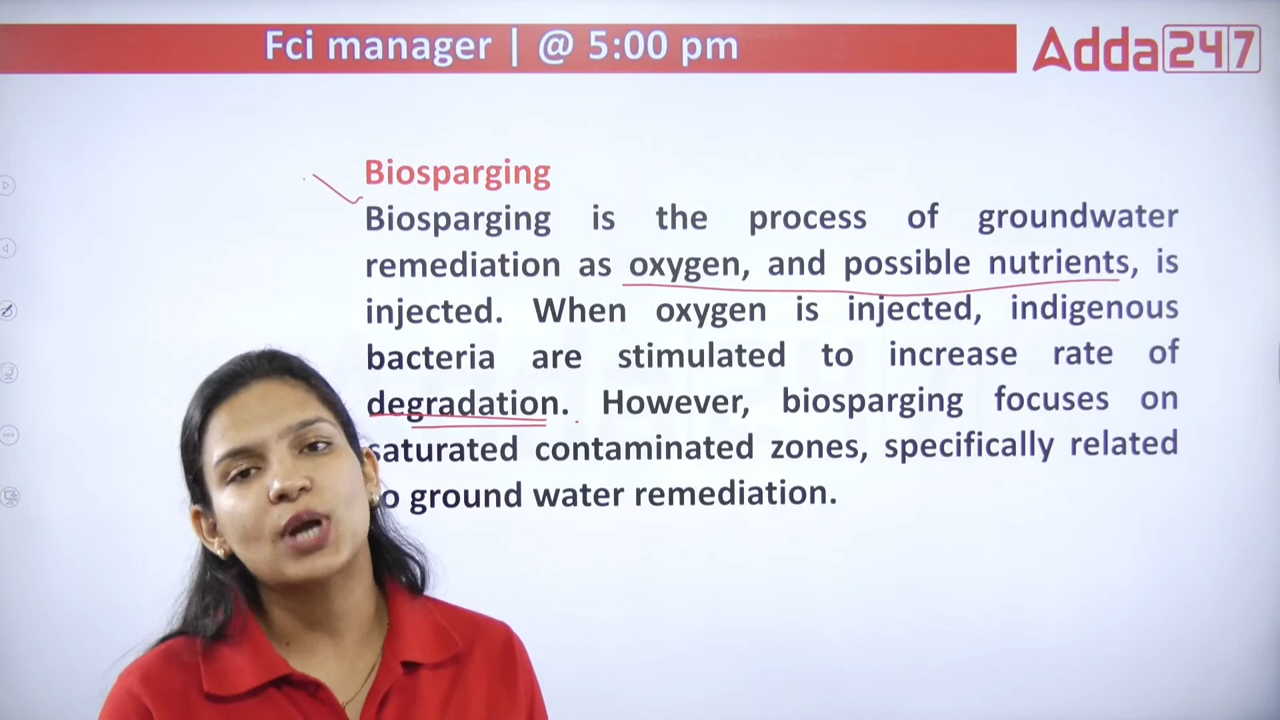 Fci manager | @ 5:00 pm
Adda247
Biosparging
Biosparging is the process of groundwater
remediation as oxygen, and possible nutrients, is
injected. When oxygen is injected, indigenous
bacteria are stimulated to increase rate of
degradation. However, biosparging focuses on
saturated contaminated zones, specifically related
o ground water remediation.